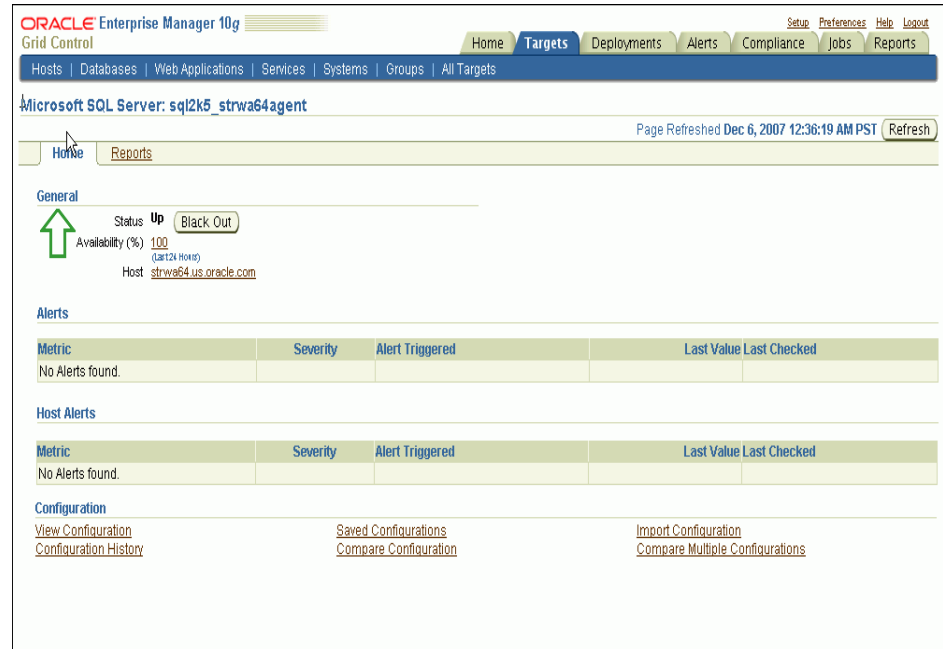 ORACLE Enterprise Manager 10g
Grid Control
Setup Preferences Help Logout
Home Targets Deployments Alerts Compliance Jobs Reports
Hosts | Databases | Web Applications | Services | Systems | Groups | All Targets
Microsoft SQL Server: sql2k5_strwa64agent
Page Refreshed Dec 6, 2007 12:36:19 AM PST Refresh
Home Reports
General
Status Up Black Out
Availability (%) 100
(Last 24 Hours)
Host strwa64.us.oracle.com
Alerts
Metric Severity Alert Triggered Last Value Last Checked
No Alerts found.
Host Alerts
Metric Severity Alert Triggered Last Value Last Checked
No Alerts found.
Configuration
View Configuration Saved Configurations Import Configuration
Configuration History Compare Configuration Compare Multiple Configurations